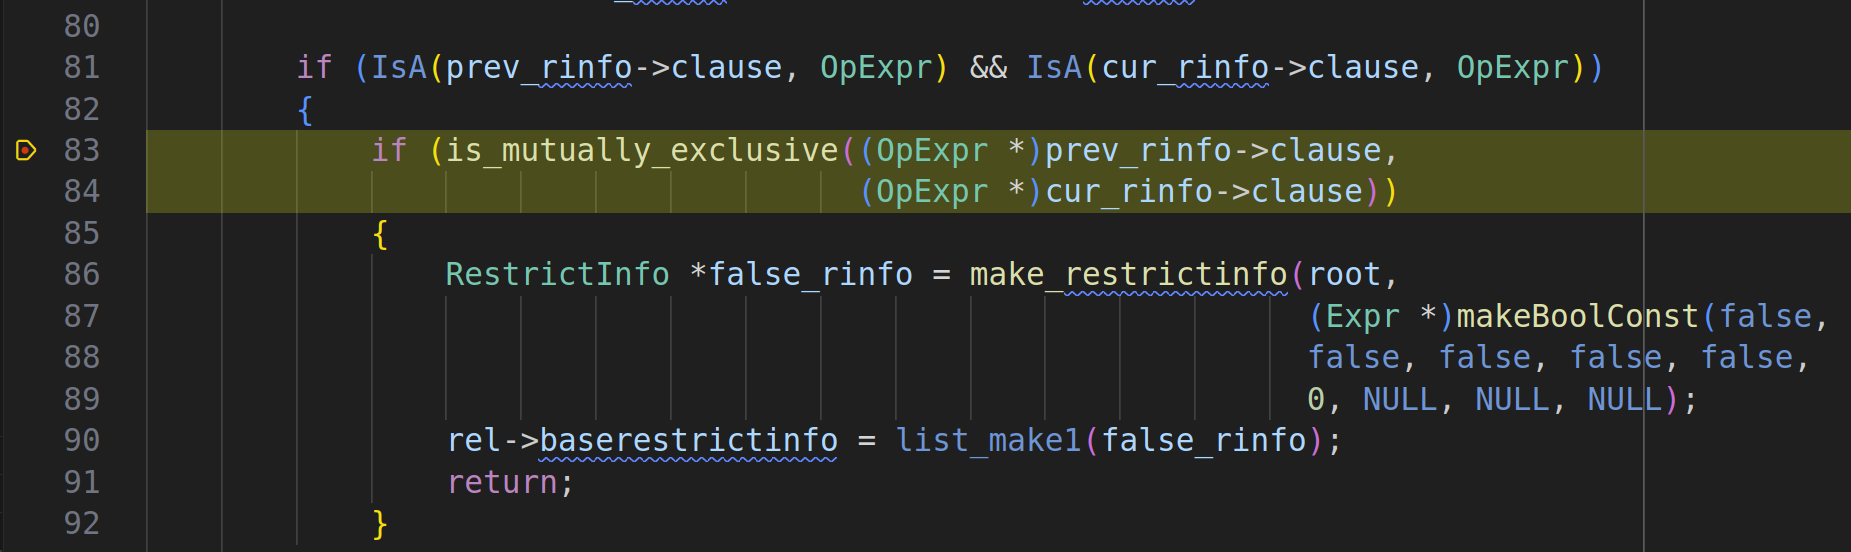 80
81 if (IsA(prev_rinfo->clause, OpExpr) && IsA(cur_rinfo->clause, OpExpr))
82 {
83 if (is_mutually_exclusive((OpExpr *)prev_rinfo->clause,
84 (OpExpr *)cur_rinfo->clause))
85 {
86 RestrictInfo *false_rinfo = make_restrictinfo(root,
87 (Expr *)makeBoolConst(false,
88 false, false, false, false,
89 0, NULL, NULL, NULL);
90 rel->baserestrictinfo = list_make1(false_rinfo);
91 return;
92 }